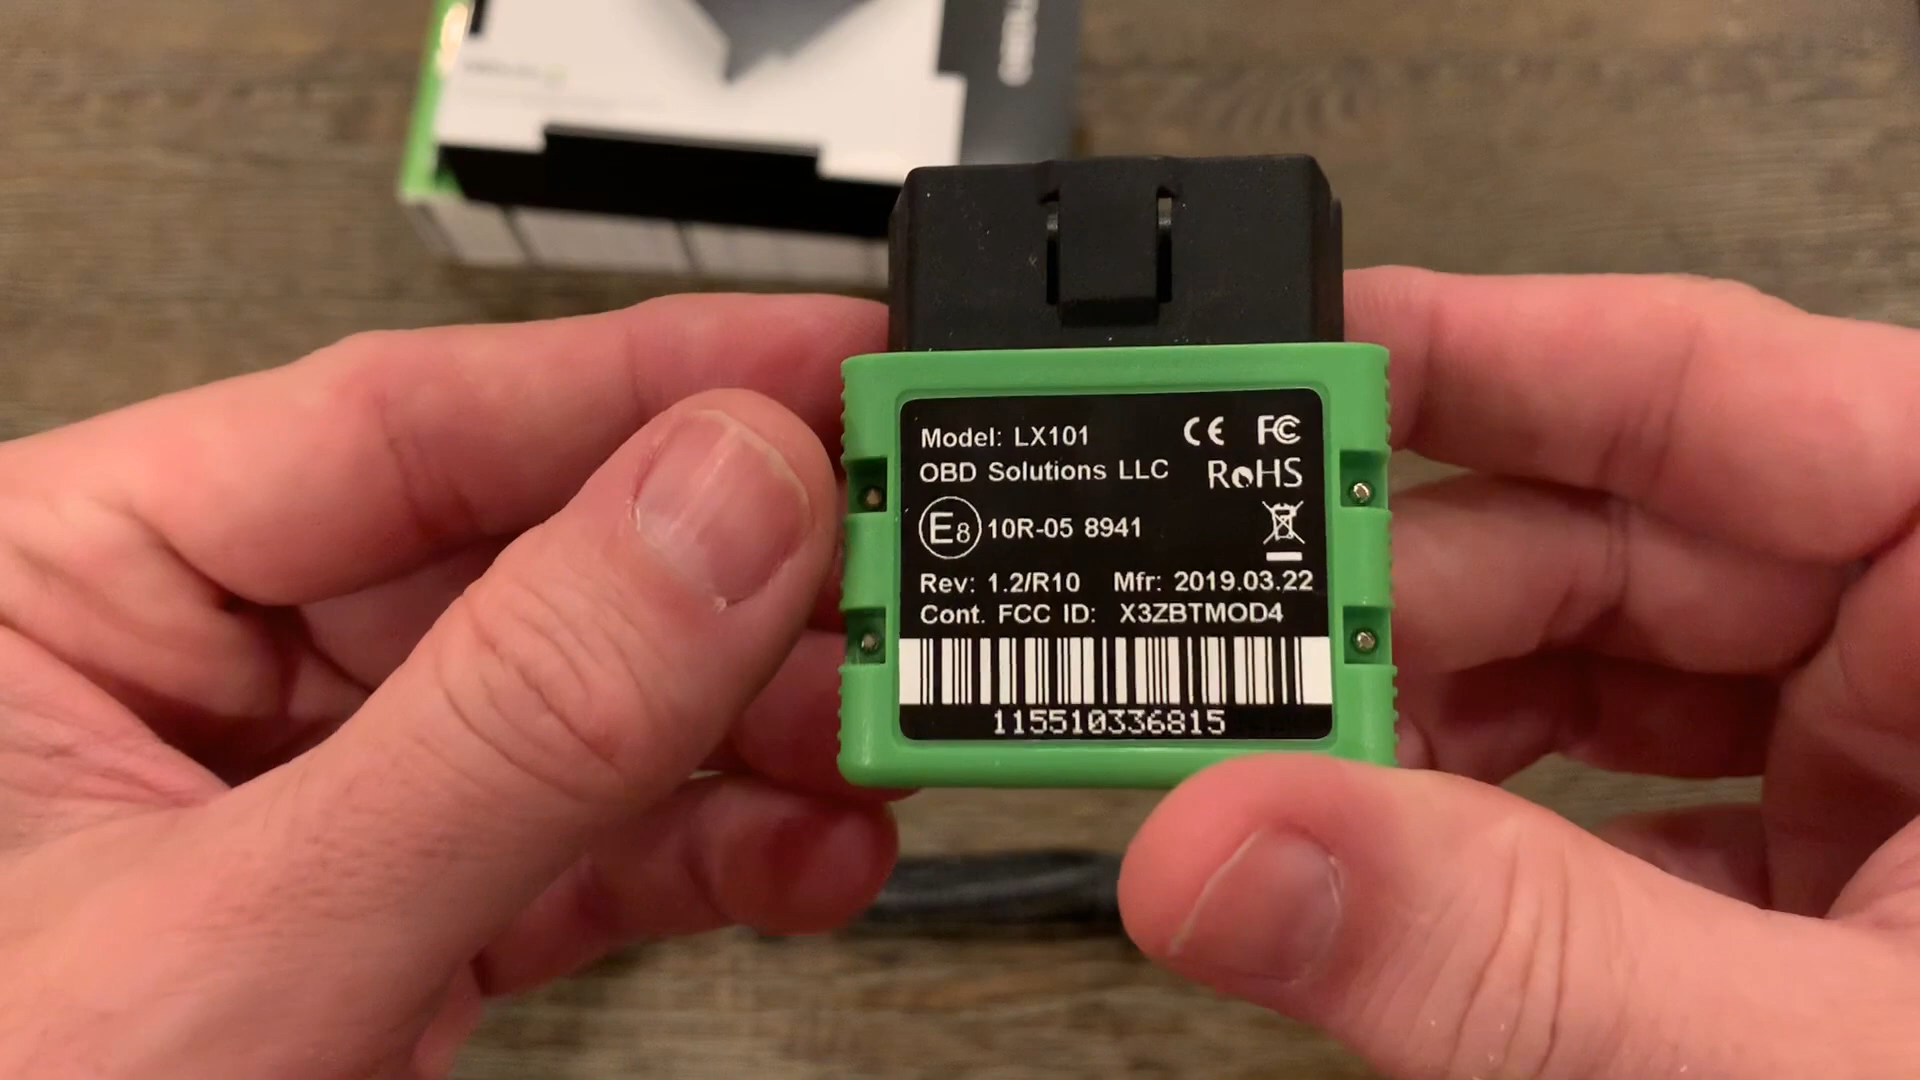 Model: LX101
CE FC
OBD Solutions LLC
RoHS
E8 10R-05 8941
Rev: 1.2/R10 Mfr: 2019.03.22
Cont. FCC ID: X3ZBTMOD4
115510336815